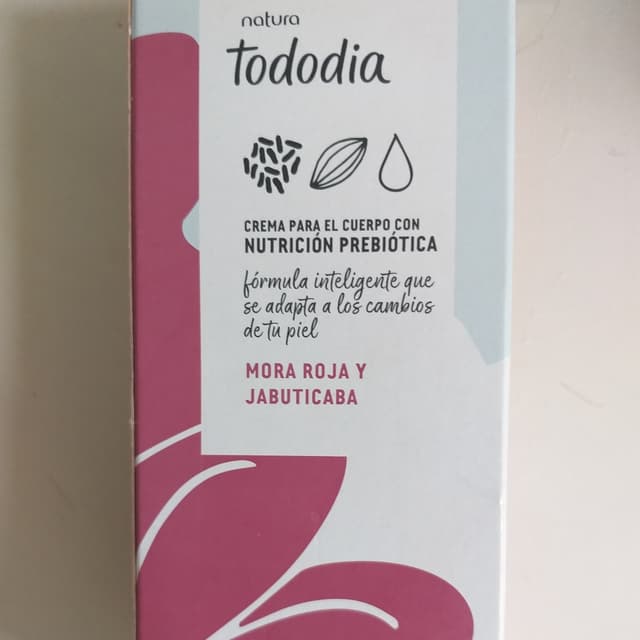 natura
tododia
CREMA PARA EL CUERPO CON
NUTRICIÓN PREBIÓTICA
fórmula inteligente que
se adapta a los cambios
de tu piel
MORA ROJA Y
JABUTICABA